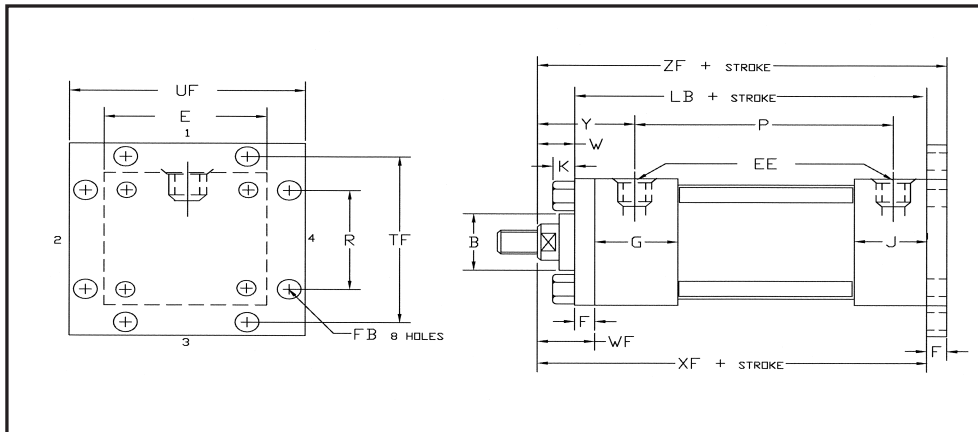 UF
E
1
2
4
R
TF
3
FB 8 HOLES
ZF + STROKE
LB + STROKE
Y
P
W
K
EE
B
G
J
F
WF
F
XF + STROKE